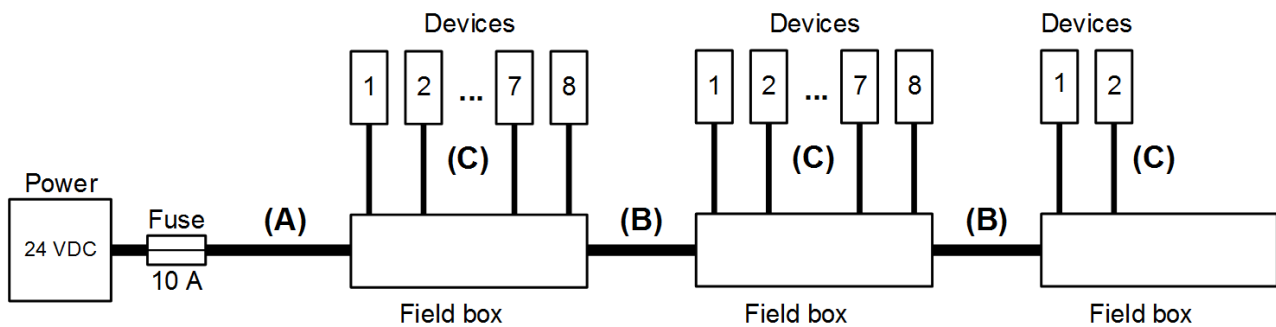 Devices
Devices
Devices
1 2 ... 7 8
1 2 ... 7 8
1 2
(C)
(C)
(C)
Power
Fuse
(A)
(B)
(B)
24 VDC
10 A
Field box
Field box
Field box